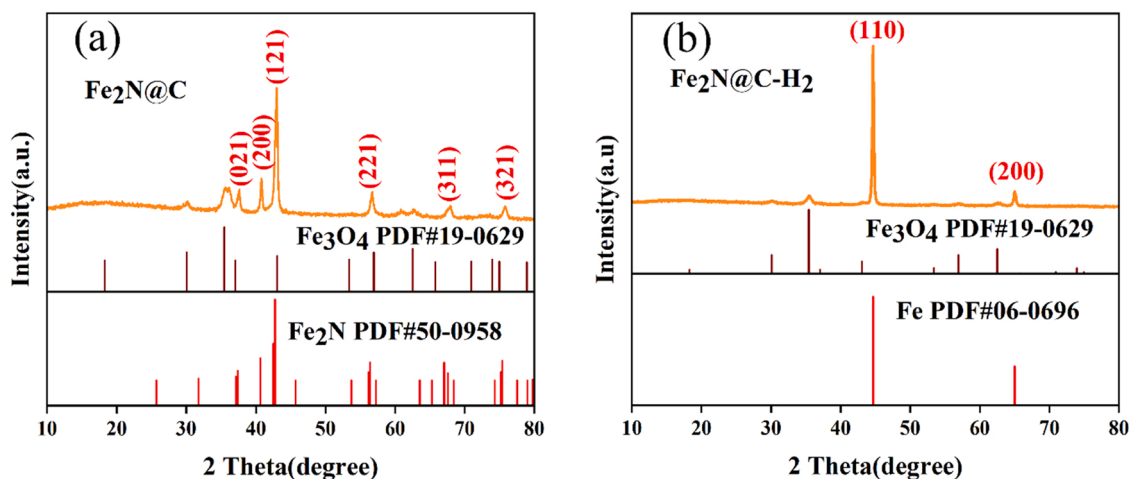 (a)
Fe2N@C
(021)
(200)
(121)
(221)
(311)
(321)
Fe3O4 PDF#19-0629
Fe2N PDF#50-0958
Intensity(a.u.)
10 20 30 40 50 60 70 80
2 Theta(degree)
(b)
Fe2N@C-H2
(110)
(200)
Fe3O4 PDF#19-0629
Fe PDF#06-0696
Intensity(a.u)
10 20 30 40 50 60 70 80
2 Theta(degree)